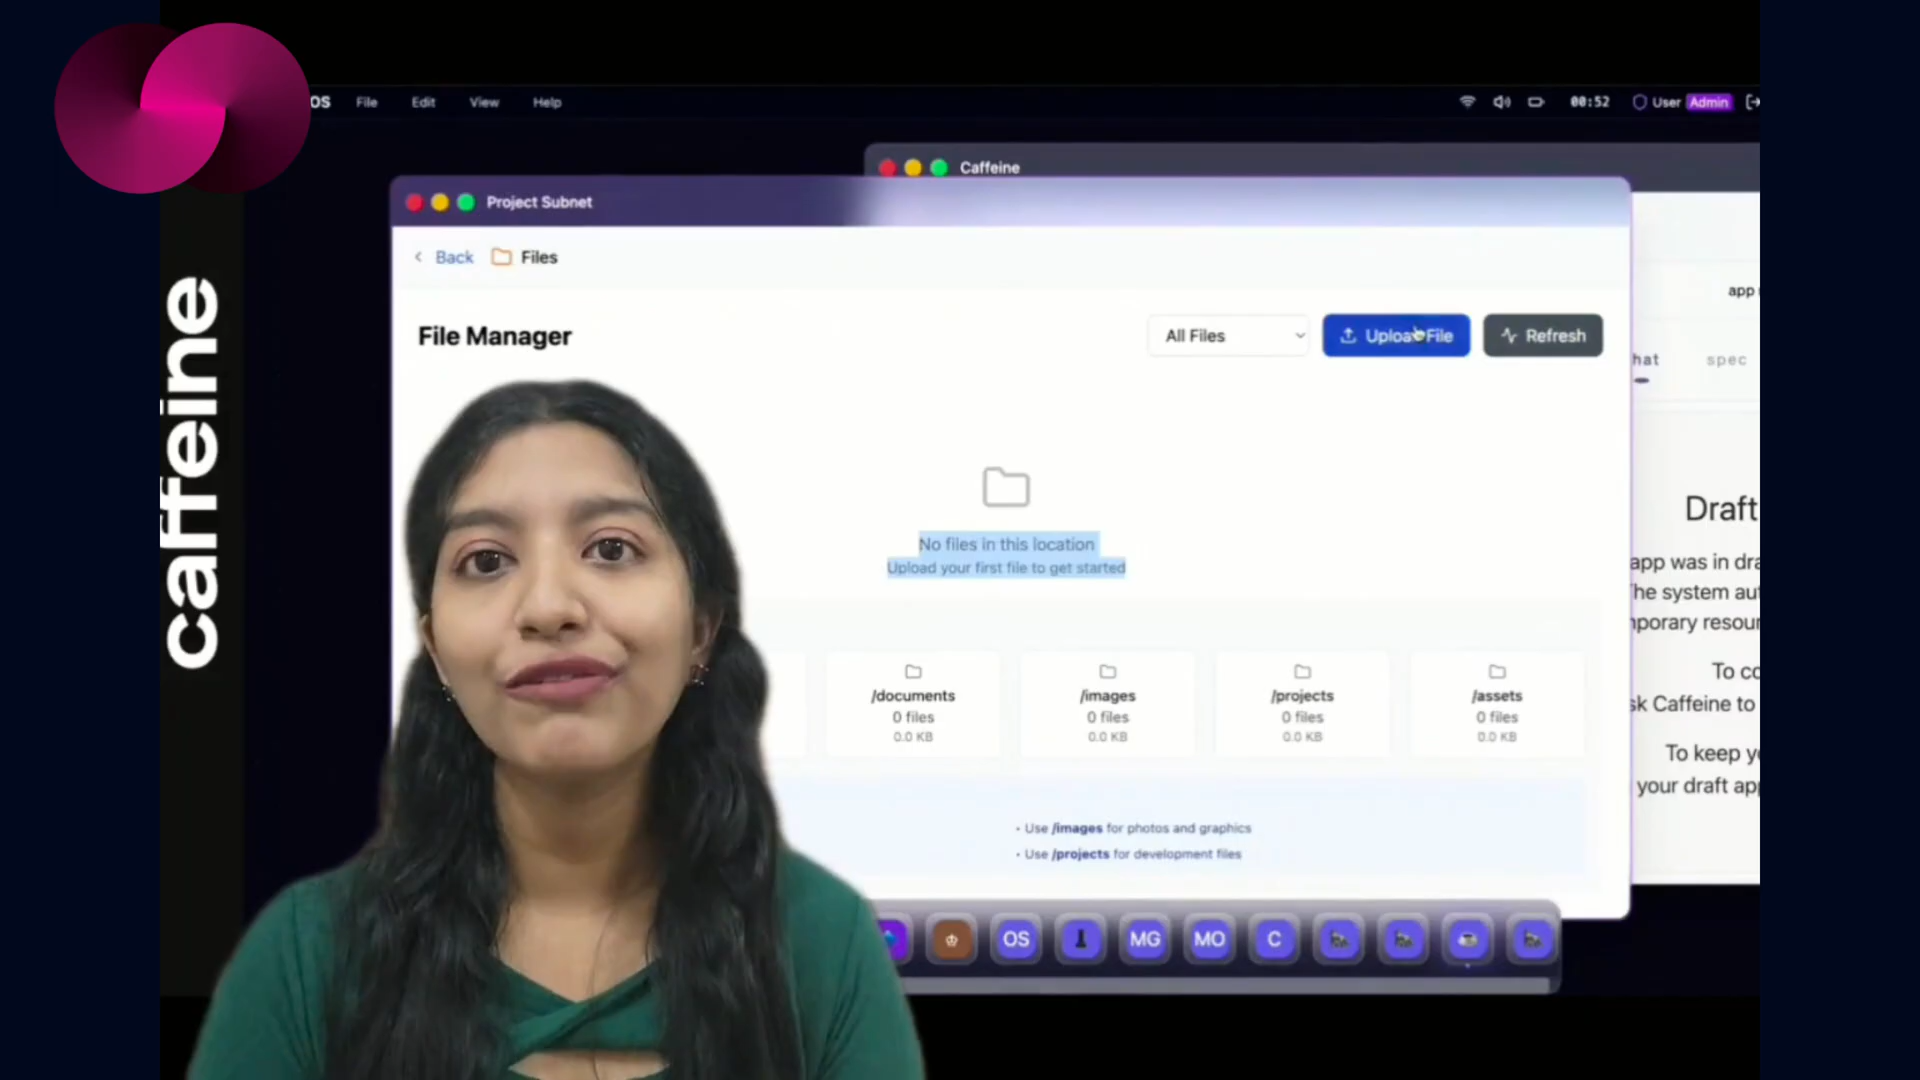 caffeine
OS File Edit View Help
00:52 User Admin
Caffeine
Project Subnet
Back Files
File Manager
All Files
Upload File
Refresh
No files in this location
Upload your first file to get started
/documents
0 files
0.0 KB
/images
0 files
0.0 KB
/projects
0 files
0.0 KB
/assets
0 files
0.0 KB
• Use /images for photos and graphics
• Use /projects for development files
app
hat spec
Draft
app was in dra
he system au
porary resour
To co
sk Caffeine to
To keep y
your draft ap
OS MG MO C